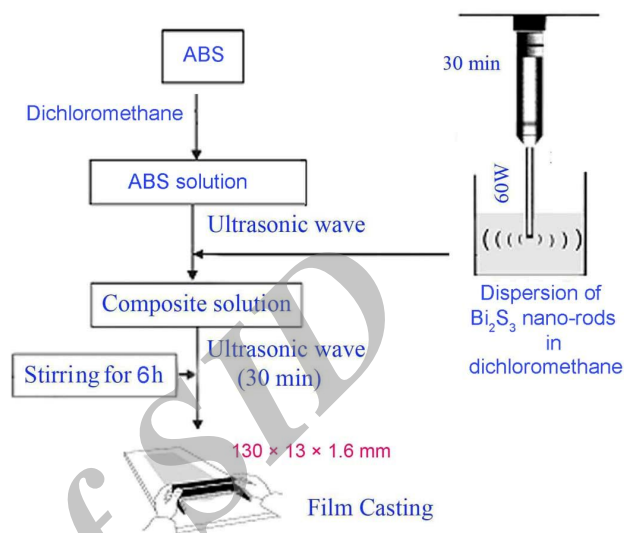 ABS
30 min
Dichloromethane
60W
ABS solution
Ultrasonic wave
Dispersion of
Bi₂S₃ nano-rods
in
dichloromethane
Composite solution
Ultrasonic wave
(30 min)
Stirring for 6h
130 × 13 × 1.6 mm
Film Casting
f SID